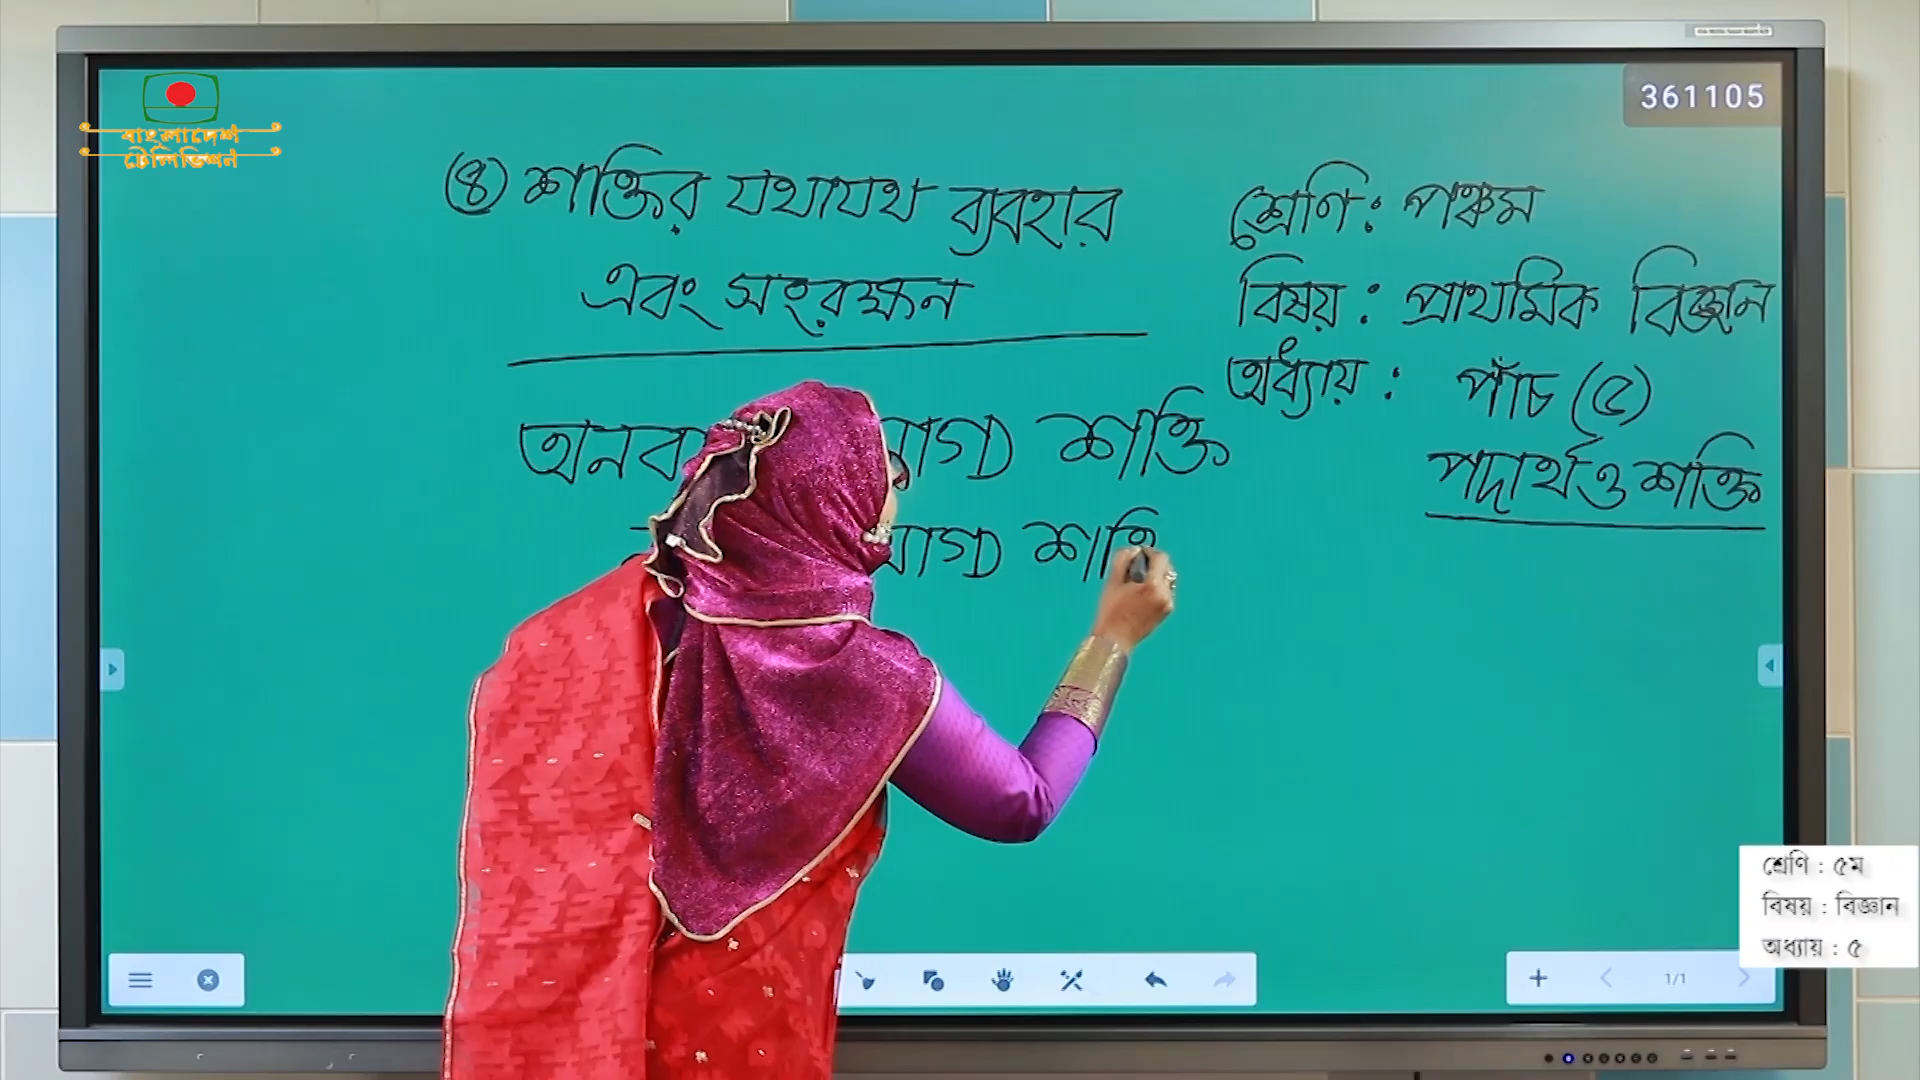 বাংলাদেশ
টেলিভিশন
361105
(৪) শক্তির যথাযথ ব্যবহার
এবং সংরক্ষন
শক্তি
শ্রেণি : পঞ্চম
বিষয় : প্রাথমিক বিজ্ঞান
অধ্যায় : পাঁচ (৫)
পদার্থ ও শক্তি
শ্রেণি : ৫ম
বিষয় : বিজ্ঞান
অধ্যায় : ৫
1/1